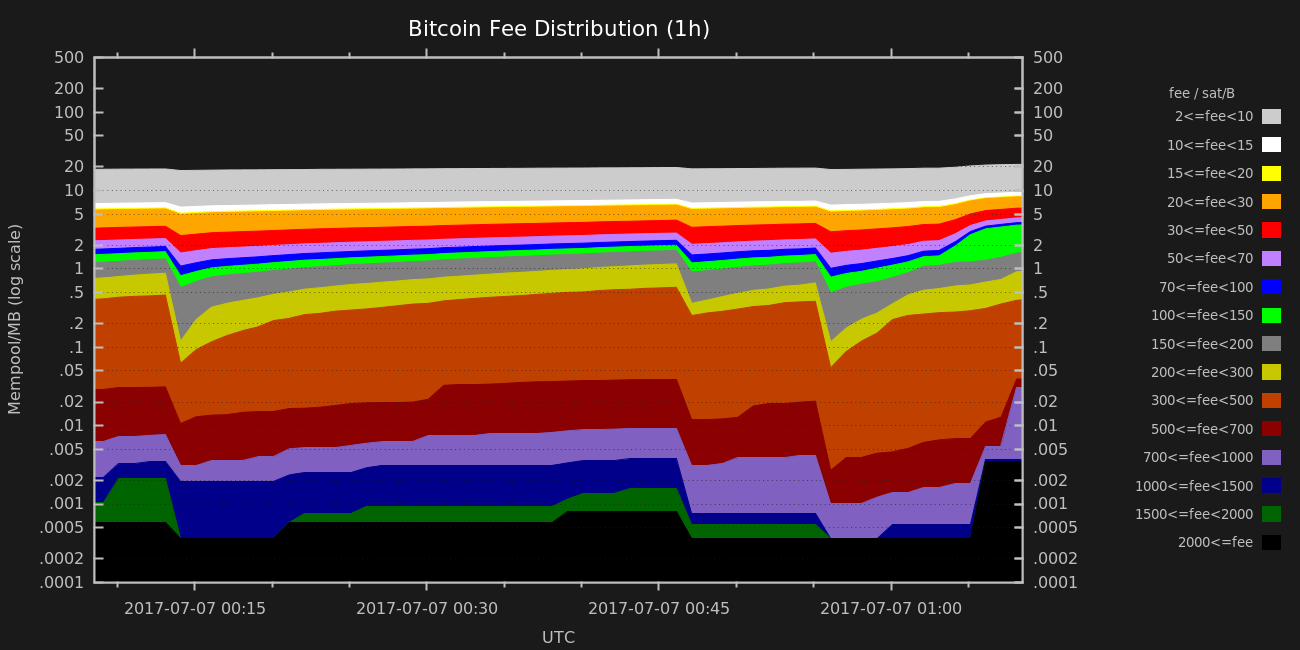 Bitcoin Fee Distribution (1h)
500 500
200 200
fee / sat/B
100 100
2<=fee<10
50 50
10<=fee<15
20 20
15<=fee<20
10 10
20<=fee<30
5 5
30<=fee<50
2 2
50<=fee<70
1 1
70<=fee<100
.5 .5
100<=fee<150
.2 .2
150<=fee<200
.1 .1
200<=fee<300
.05 .05
300<=fee<500
.02 .02
.01 .01
500<=fee<700
.005 .005
700<=fee<1000
.002 .002
1000<=fee<1500
.001 .001
1500<=fee<2000
.0005 .0005
2000<=fee
.0002 .0002
.0001 .0001
Mempool/MB (log scale)
2017-07-07 00:15 2017-07-07 00:30 2017-07-07 00:45 2017-07-07 01:00
UTC